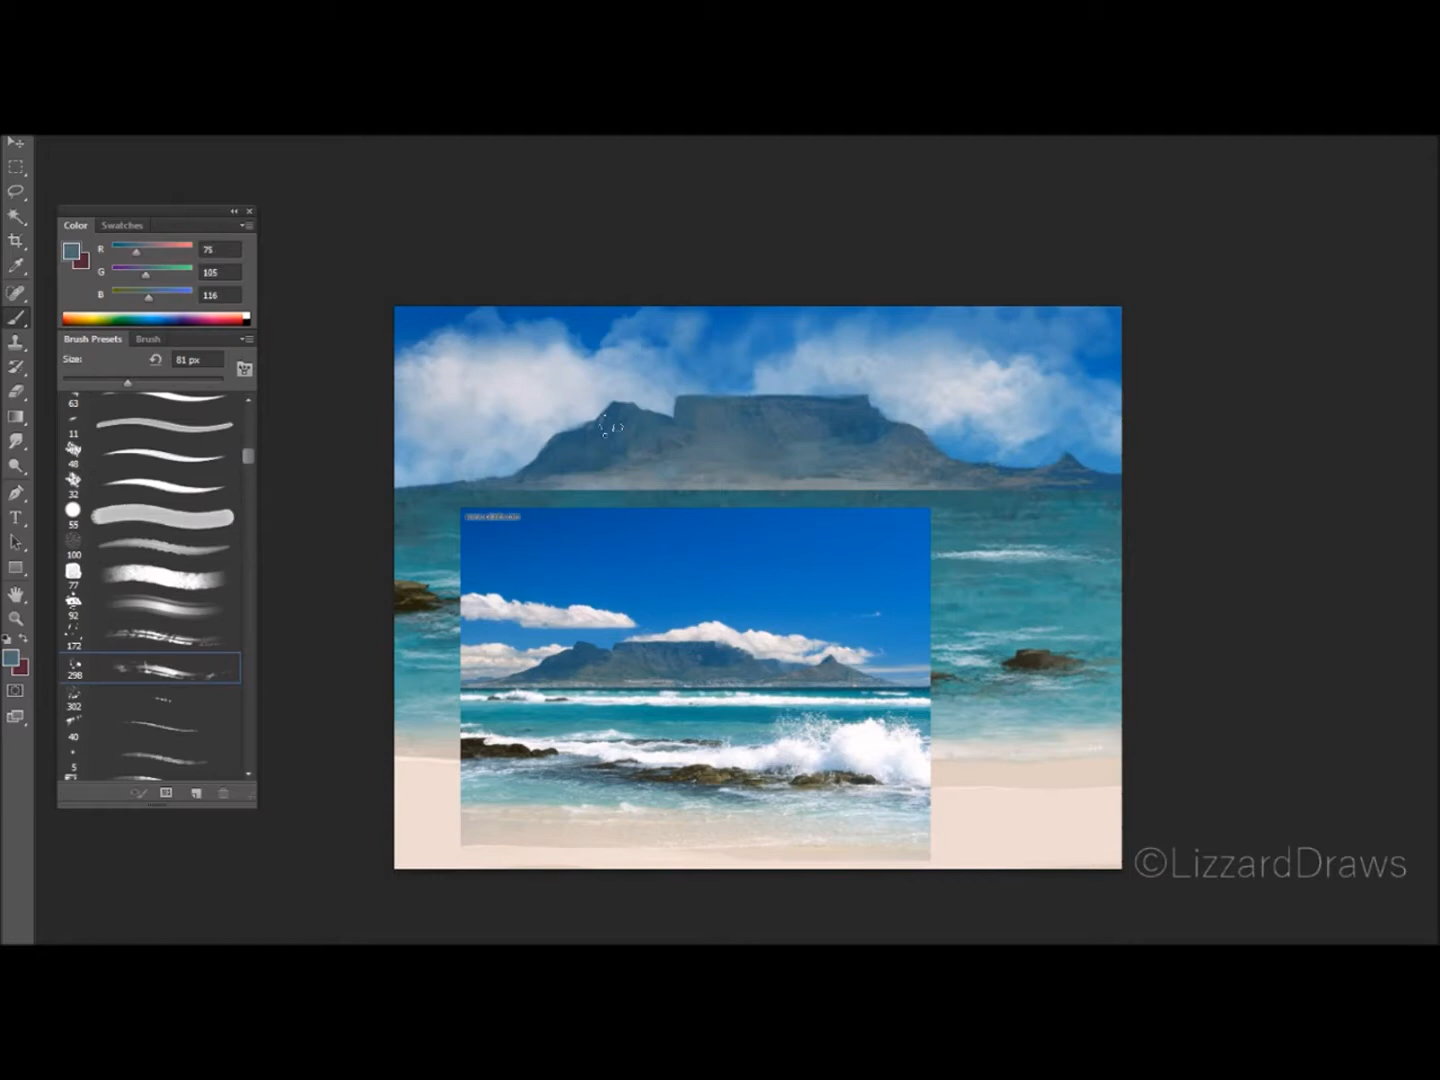 Color Swatches
R 75
G 105
B 116
Brush Presets Brush
Size: 81 px
63
11
48
32
55
100
77
92
172
298
302
40
5
T
©LizzardDraws